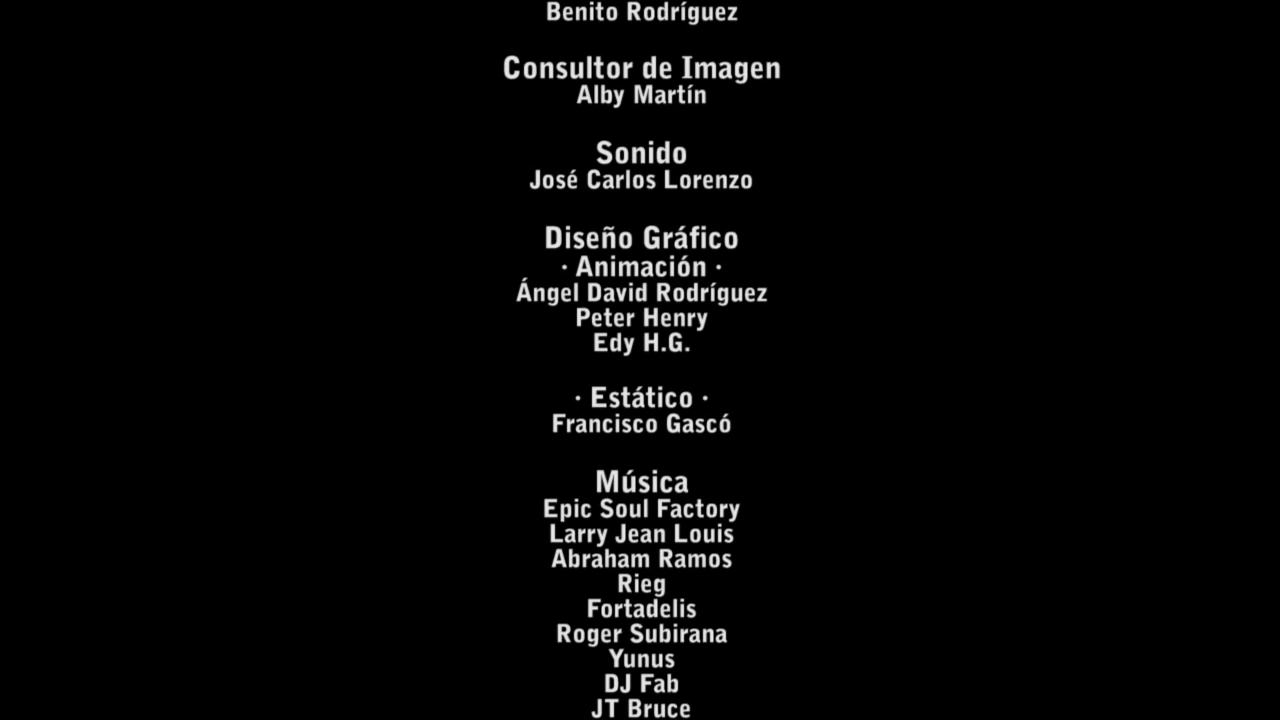 Benito Rodríguez
Consultor de Imagen
Alby Martín
Sonido
José Carlos Lorenzo
Diseño Gráfico
· Animación ·
Ángel David Rodríguez
Peter Henry
Edy H.G.
· Estático ·
Francisco Gascó
Música
Epic Soul Factory
Larry Jean Louis
Abraham Ramos
Rieg
Fortadelis
Roger Subirana
Yunus
DJ Fab
JT Bruce